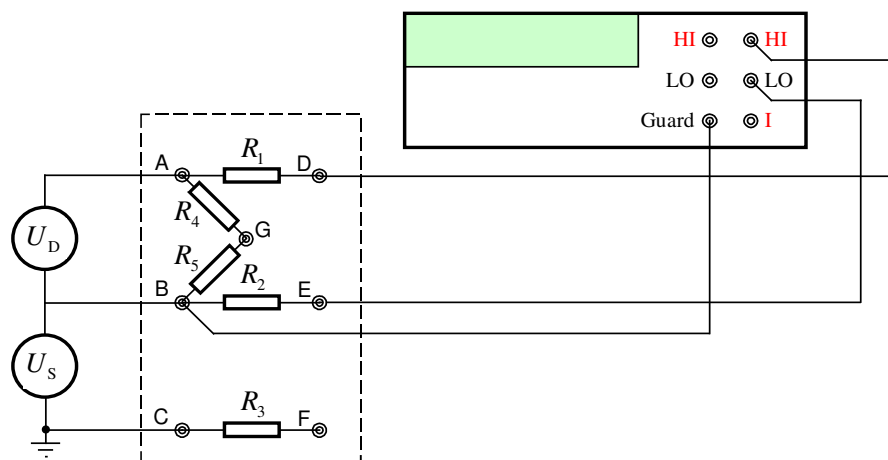 HI HI
LO LO
Guard I
A R1 D
R4
G
UD
R5
B R2 E
US
C R3 F